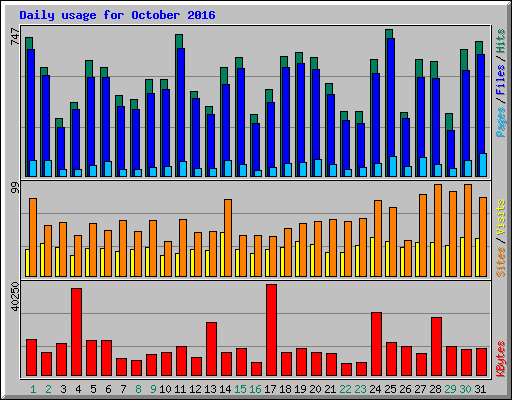 Daily usage for October 2016
747
Pages / Files / Hits
99
Sites / Visits
40250
KBytes
1 2 3 4 5 6 7 8 9 10 11 12 13 14 15 16 17 18 19 20 21 22 23 24 25 26 27 28 29 30 31